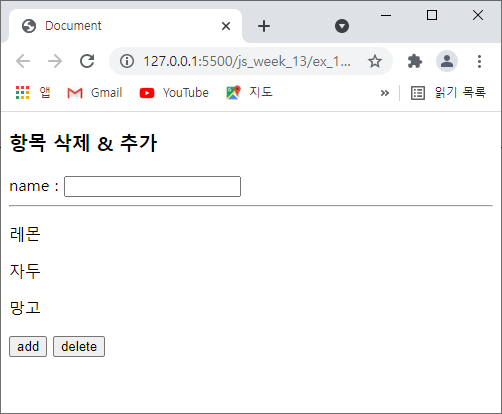 Document
127.0.0.1:5500/js_week_13/ex_1...
앱 Gmail YouTube 지도 » 읽기 목록
항목 삭제 & 추가
name :
레몬
자두
망고
add delete